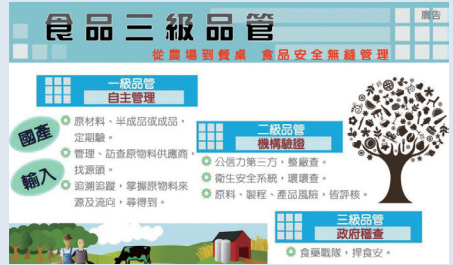 食品三級品管
廣告
從農場到餐桌 食品安全無縫管理
一級品管
自主管理
國產
輸入
原材料、半成品或成品，
定期驗。
管理、訪查原物料供應商，
找源頭。
追溯追蹤，掌握原物料來
源及流向，尋得到。
二級品管
機構驗證
公信力第三方，整廠查。
衛生安全系統，環環查。
原料、製程、產品風險，皆評核。
三級品管
政府稽查
食藥戰隊，捍食安。